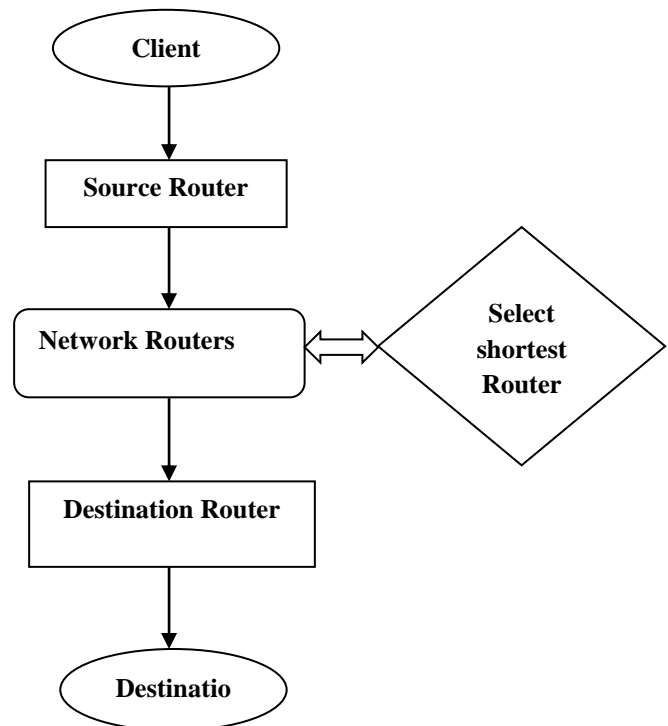 Client
Source Router
Network Routers
Select
shortest
Router
Destination Router
Destinatio